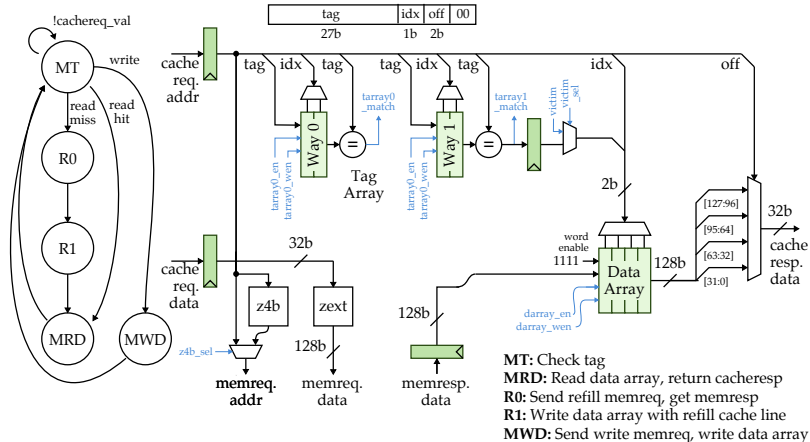 !cachereq_val
MT
write
read
miss
read
hit
R0
R1
MRD
MWD
tag
idx
off
00
27b
1b
2b
cache
req.
addr
tag
idx
tag
tag
idx
tag
idx
off
Way 0
=
tarray0
_match
tarray0_en
tarray0_wen
Tag
Array
Way 1
=
tarray1
_match
tarray0_en
tarray0_wen
victim
victim
_sel
2b
word
enable
1111
Data
Array
128b
darray_en
darray_wen
[127:96]
[95:64]
[63:32]
[31:0]
32b
cache
resp.
data
cache
req.
data
32b
z4b
zext
z4b_sel
128b
memreq.
addr
memreq.
data
128b
memresp.
data
MT: Check tag
MRD: Read data array, return cacheresp
R0: Send refill memreq, get memresp
R1: Write data array with refill cache line
MWD: Send write memreq, write data array